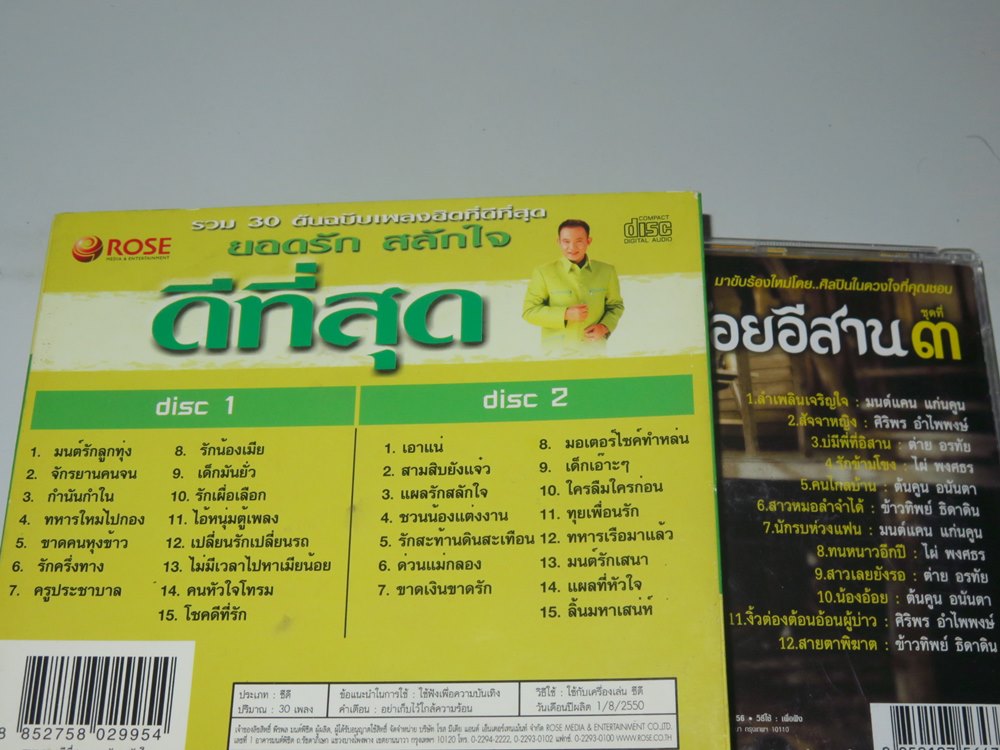 รวม 30 ต้นฉบับเพลงฮิตที่ดีที่สุด
ROSE
MEDIA & ENTERTAINMENT
ยอดรัก สลักใจ
COMPACT
disc
DIGITAL AUDIO
ดีที่สุด
disc 1
1. มนต์รักลูกทุ่ง
2. จักรยานคนจน
3. กำนันกำใน
4. ทหารใหม่ไปกอง
5. ขาดคนหุงข้าว
6. รักครึ่งทาง
7. ครูประชาบาล
8. รักน้องเมีย
9. เด็กมันยั่ว
10. รักเผื่อเลือก
11. ไอ้หนุ่มตู้เพลง
12. เปลี่ยนรักเปลี่ยนรถ
13. ไม่มีเวลาไปหาเมียน้อย
14. คนหัวใจโทรม
15. โชคดีที่รัก
disc 2
1. เอาแน่
2. สามสิบยังแจ๋ว
3. แผลรักสลักใจ
4. ชวนน้องแต่งงาน
5. รักสะท้านดินสะเทือน
6. ด่วนแม่กลอง
7. ขาดเงินขาดรัก
8. มอเตอร์ไซค์ทำหล่น
9. เด็กเอ๊าะๆ
10. ใครลืมใครก่อน
11. ทุยเพื่อนรัก
12. ทหารเรือมาแล้ว
13. มนต์รักเสนา
14. แผลที่หัวใจ
15. ลิ้นมหาเสน่ห์
8 852758 029954
ประเภท : ซีดี
ปริมาณ : 30 เพลง
ข้อแนะนำในการใช้ : ใช้ฟังเพื่อความบันเทิง
คำเตือน : อย่าเก็บไว้ใกล้ความร้อน
วิธีใช้ : ใช้กับเครื่องเล่น ซีดี
วันเดือนปีผลิต 1/8/2550
มาขับร้องใหม่โดย..ศิลปินในดวงใจที่คุณชอบ
อยอีสาน ชุดที่ ๓
1.ลำเพลินเจริญใจ : มนต์แคน แก่นคูน
2.สัจจาหญิง : ศิริพร อำไพพงษ์
3.บ่มีพี่ที่อีสาน : ต่าย อรทัย
4.รักข้ามโขง : ไผ่ พงศธร
5.คนไกลบ้าน : ต้นคูน อนันตา
6.สาวหมอลำจำได้ : ข้าวทิพย์ ธิดาดิน
7.นักรบห่วงแฟน : มนต์แคน แก่นคูน
8.ทนหนาวอีกปี : ไผ่ พงศธร
9.สาวเลยยังรอ : ต่าย อรทัย
10.น้องอ้อย : ต้นคูน อนันตา
11.งิ้วต่องต้อนอ้อนผู้บ่าว : ศิริพร อำไพพงษ์
12.สายตาพิฆาต : ข้าวทิพย์ ธิดาดิน
56 • วิธีใช้ : เพื่อฟัง
กรุงเทพฯ 10110